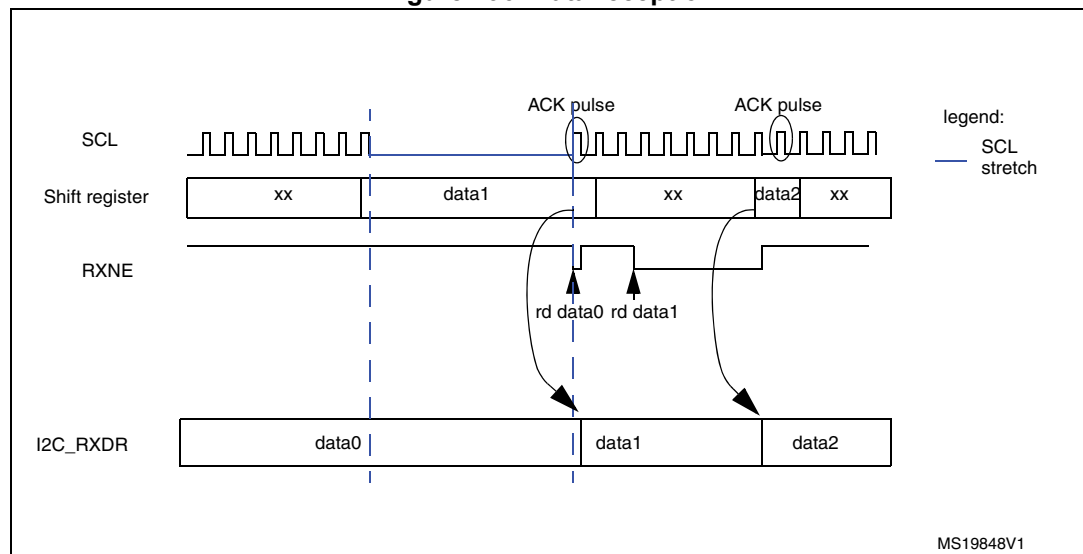 ACK pulse ACK pulse
legend:
SCL
SCL
stretch
Shift register
xx data1 xx data2 xx
RXNE
rd data0 rd data1
I2C_RXDR
data0 data1 data2
MS19848V1